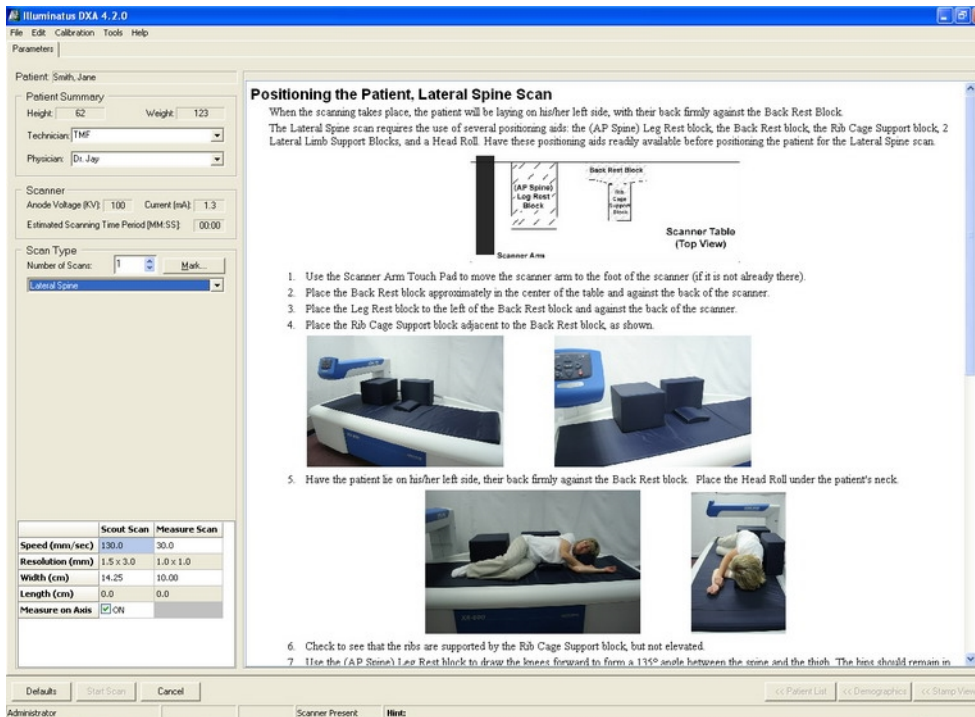 Illuminatus DXA 4.2.0
File Edit Calibration Tools Help
Parameters
Patient: Smith, Jane
Patient Summary
Height: 62 Weight: 123
Technician: TMF
Physician: Dr. Jay
Scanner
Anode Voltage (KV): 100 Current (mA): 1.3
Estimated Scanning Time Period [MM:SS]: 00:00
Scan Type
Number of Scans: 1 Mark...
Lateral Spine
Scout Scan Measure Scan
Speed (mm/sec) 130.0 30.0
Resolution (mm) 1.5 x 3.0 1.0 x 1.0
Width (cm) 14.25 10.00
Length (cm) 0.0 0.0
Measure on Axis ON
Positioning the Patient, Lateral Spine Scan
When the scanning takes place, the patient will be laying on his/her left side, with their back firmly against the Back Rest Block.
The Lateral Spine scan requires the use of several positioning aids: the (AP Spine) Leg Rest block, the Back Rest block, the Rib Cage Support block, 2
Lateral Limb Support Blocks, and a Head Roll. Have these positioning aids readily available before positioning the patient for the Lateral Spine scan.
(AP Spine)
Leg Rest
Block
Back Rest Block
Rib
Cage
Support
Block
Scanner Table
(Top View)
Scanner Arm
1. Use the Scanner Arm Touch Pad to move the scanner arm to the foot of the scanner (if it is not already there).
2. Place the Back Rest block approximately in the center of the table and against the back of the scanner.
3. Place the Leg Rest block to the left of the Back Rest block and against the back of the scanner.
4. Place the Rib Cage Support block adjacent to the Back Rest block, as shown.
5. Have the patient lie on his/her left side, their back firmly against the Back Rest block. Place the Head Roll under the patient's neck.
6. Check to see that the ribs are supported by the Rib Cage Support block, but not elevated.
7. Use the (AP Spine) Leg Rest block to draw the knees forward to form a 135° angle between the spine and the thigh. The hips should remain in
Defaults Start Scan Cancel << Patient List << Demographics << Stamp View
Administrator Scanner Present Hint: